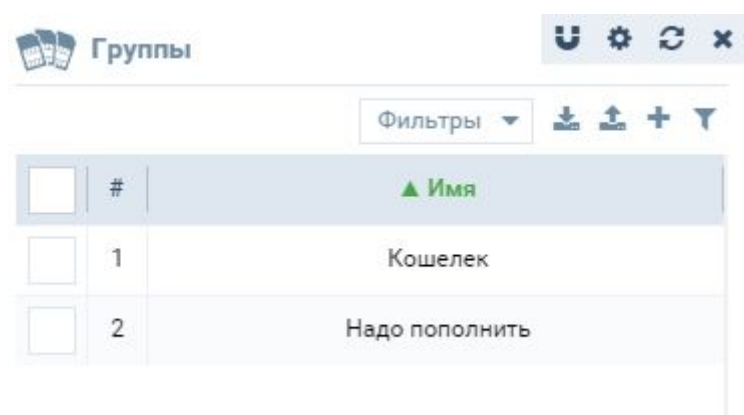 Группы
Фильтры
# ▲ Имя
1 Кошелек
2 Надо пополнить